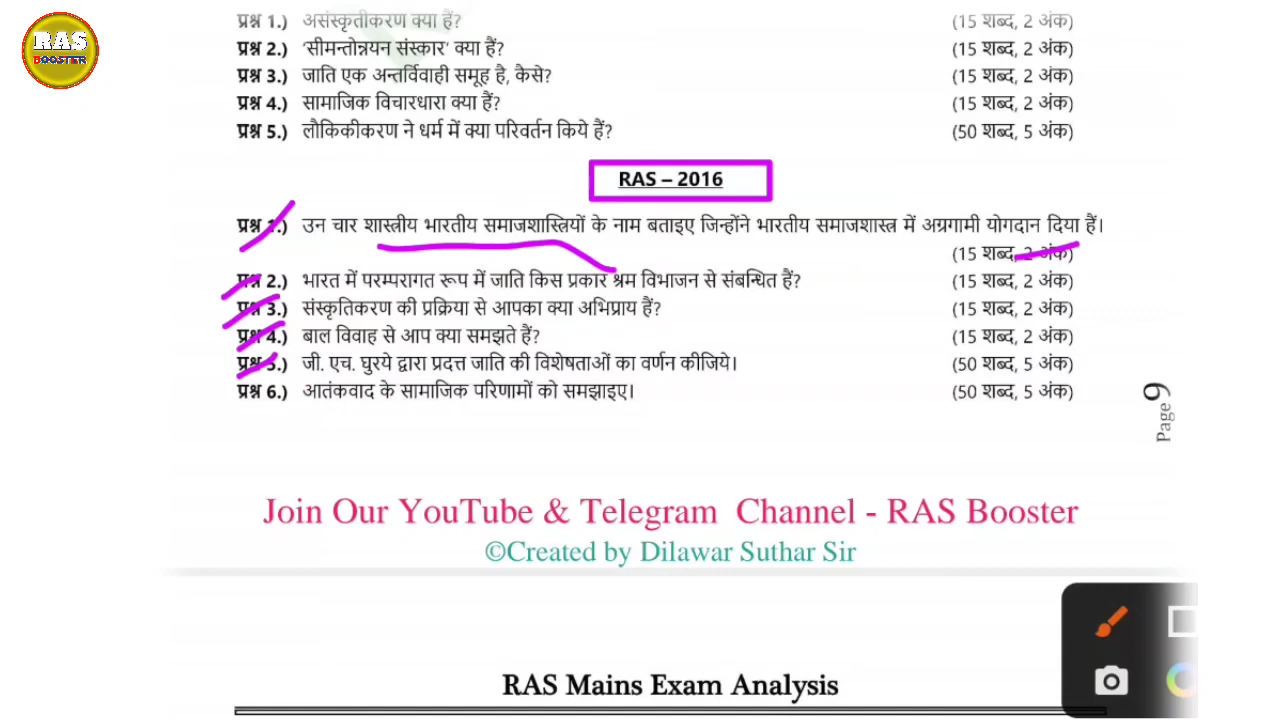 RAS
BOOSTER
प्रश्न 1.) असंस्कृतीकरण क्या हैं? (15 शब्द, 2 अंक)
प्रश्न 2.) ‘सीमन्तोन्नयन संस्कार’ क्या हैं? (15 शब्द, 2 अंक)
प्रश्न 3.) जाति एक अन्तर्विवाही समूह है, कैसे? (15 शब्द, 2 अंक)
प्रश्न 4.) सामाजिक विचारधारा क्या हैं? (15 शब्द, 2 अंक)
प्रश्न 5.) लौकिकीकरण ने धर्म में क्या परिवर्तन किये हैं? (50 शब्द, 5 अंक)
RAS – 2016
प्रश्न 1.) उन चार शास्त्रीय भारतीय समाजशास्त्रियों के नाम बताइए जिन्होंने भारतीय समाजशास्त्र में अग्रगामी योगदान दिया हैं।
(15 शब्द, 2 अंक)
प्रश्न 2.) भारत में परम्परागत रूप में जाति किस प्रकार श्रम विभाजन से संबन्धित हैं? (15 शब्द, 2 अंक)
प्रश्न 3.) संस्कृतिकरण की प्रक्रिया से आपका क्या अभिप्राय हैं? (15 शब्द, 2 अंक)
प्रश्न 4.) बाल विवाह से आप क्या समझते हैं? (15 शब्द, 2 अंक)
प्रश्न 5.) जी. एच. घुरये द्वारा प्रदत्त जाति की विशेषताओं का वर्णन कीजिये। (50 शब्द, 5 अंक)
प्रश्न 6.) आतंकवाद के सामाजिक परिणामों को समझाइए। (50 शब्द, 5 अंक)
Page 9
Join Our YouTube & Telegram Channel - RAS Booster
©Created by Dilawar Suthar Sir
RAS Mains Exam Analysis